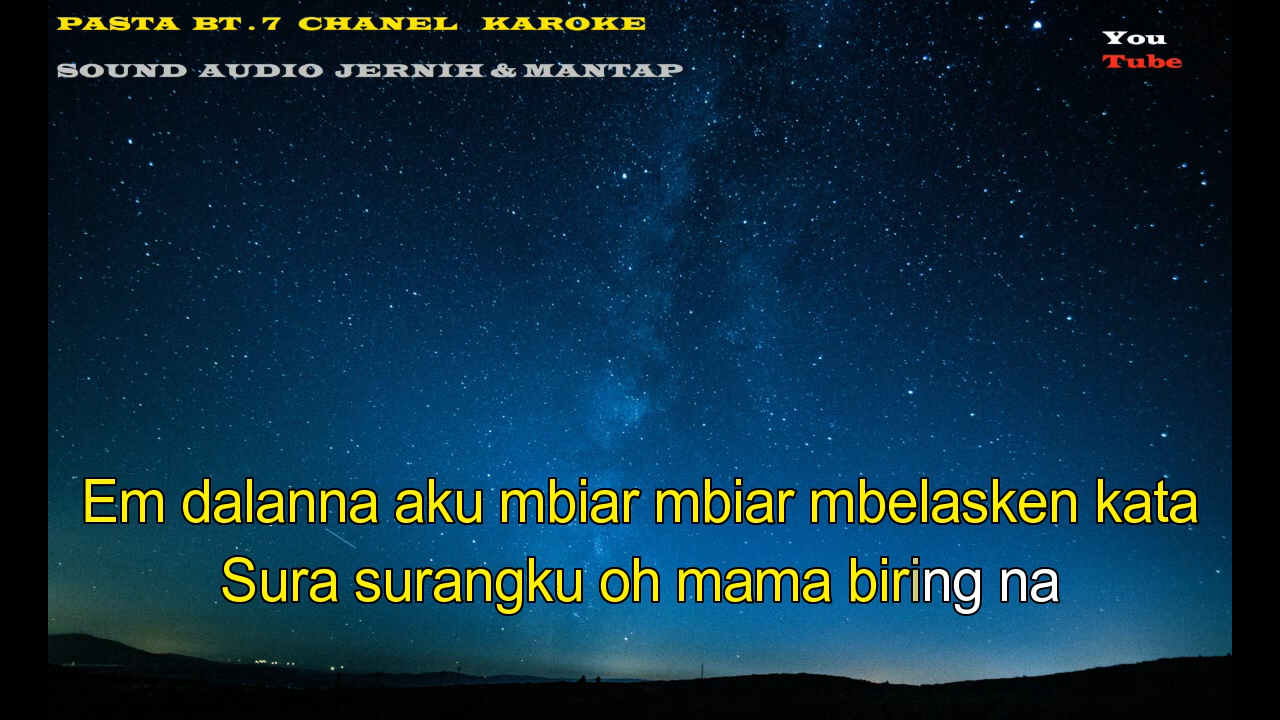 PASTA BT.7 CHANEL KAROKE
SOUND AUDIO JERNIH & MANTAP
You
Tube
Em dalanna aku mbiar mbiar mbelasken kata
Sura surangku oh mama biring na